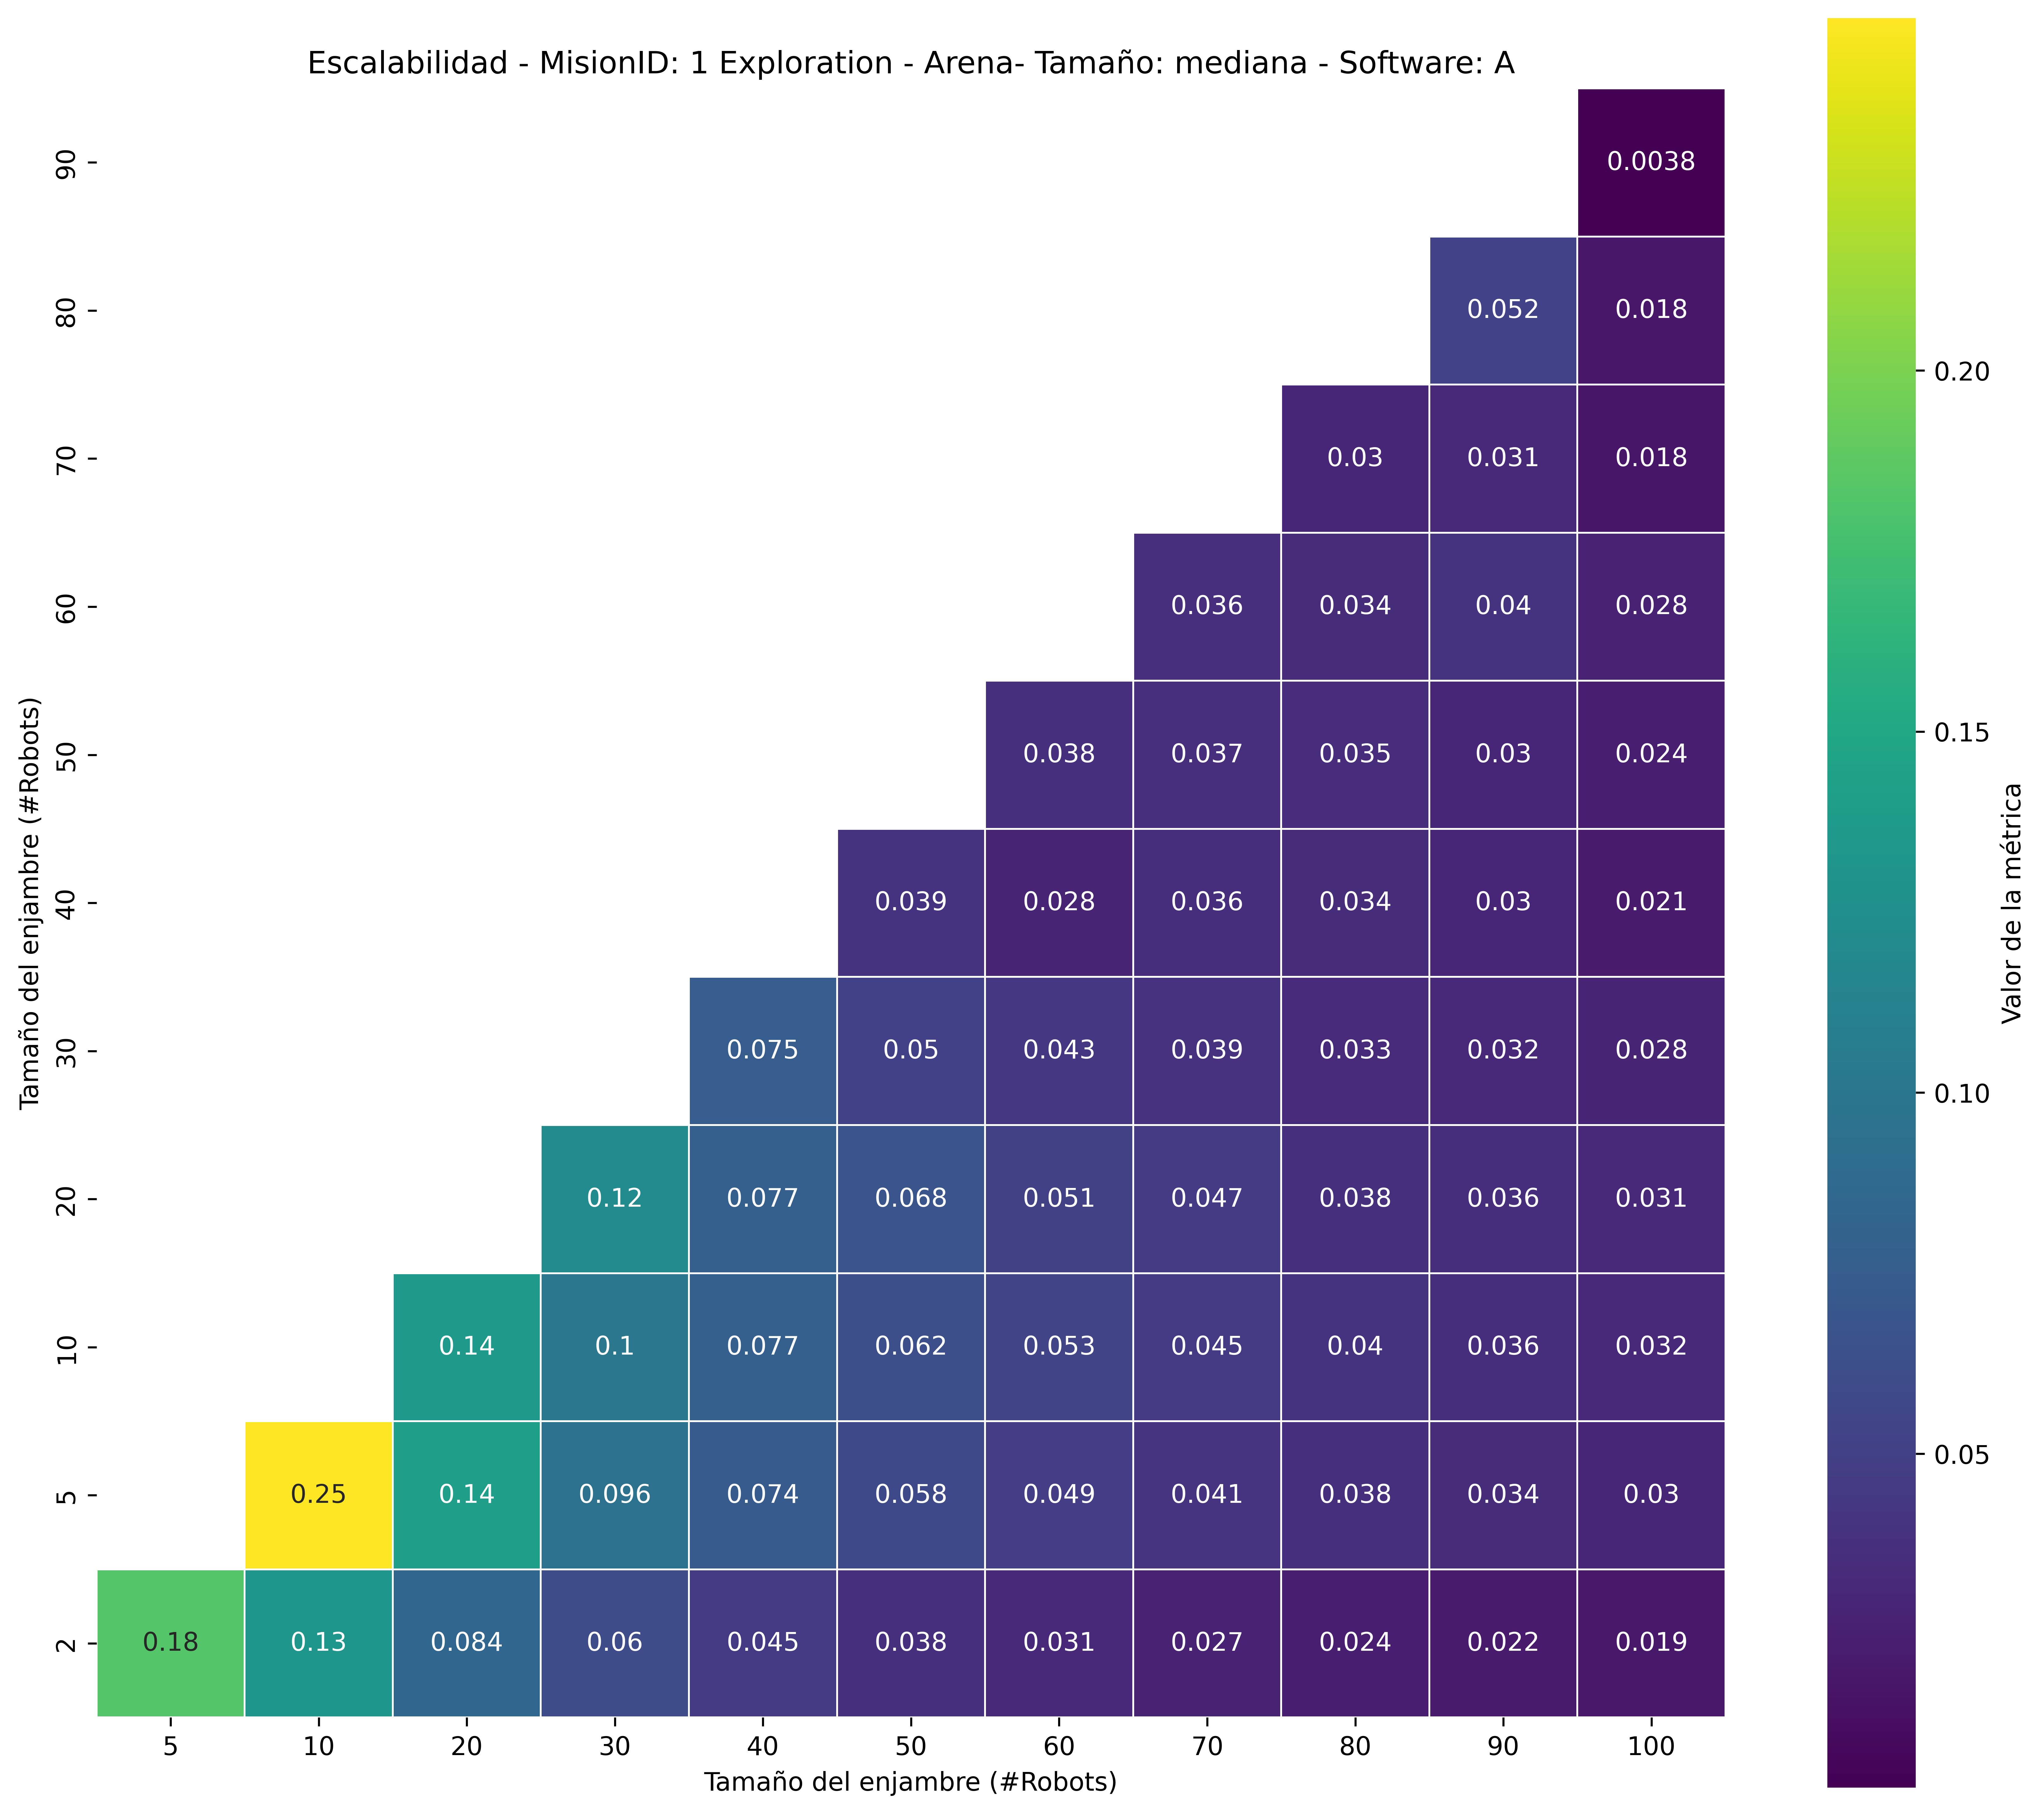 Escalabilidad - MisionID: 1 Exploration - Arena- Tamaño: mediana - Software: A
90 0.0038
80 0.052 0.018
70 0.03 0.031 0.018
60 0.036 0.034 0.04 0.028
50 0.038 0.037 0.035 0.03 0.024
40 0.039 0.028 0.036 0.034 0.03 0.021
30 0.075 0.05 0.043 0.039 0.033 0.032 0.028
20 0.12 0.077 0.068 0.051 0.047 0.038 0.036 0.031
10 0.14 0.1 0.077 0.062 0.053 0.045 0.04 0.036 0.032
5 0.25 0.14 0.096 0.074 0.058 0.049 0.041 0.038 0.034 0.03
2 0.18 0.13 0.084 0.06 0.045 0.038 0.031 0.027 0.024 0.022 0.019
5 10 20 30 40 50 60 70 80 90 100
Tamaño del enjambre (#Robots)
Tamaño del enjambre (#Robots)
0.20
0.15
0.10
0.05
Valor de la métrica